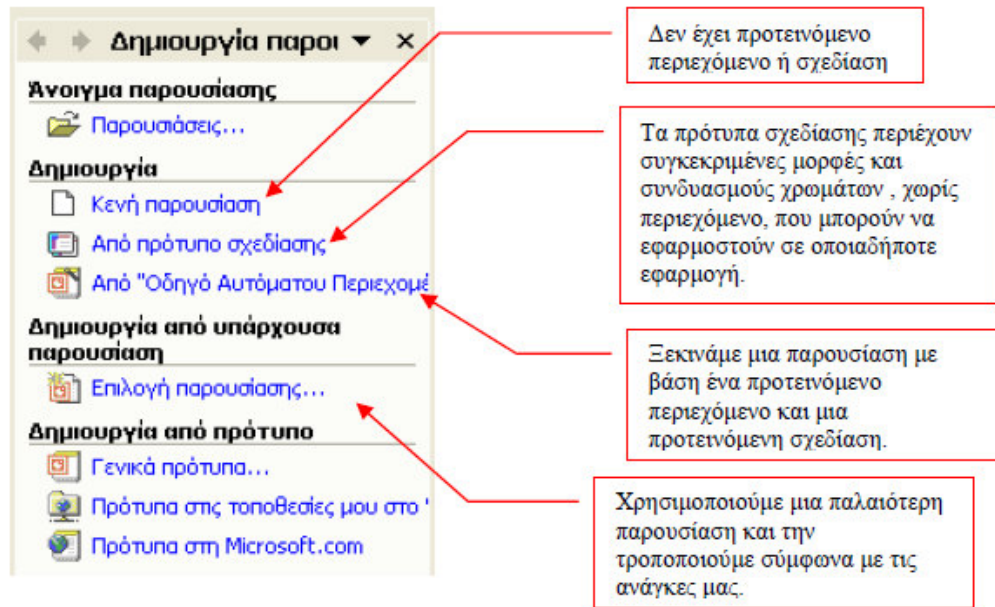 Δημιουργία παροι
Άνοιγμα παρουσίασης
Παρουσιάσεις...
Δημιουργία
Κενή παρουσίαση
Από πρότυπο σχεδίασης
Από "Οδηγό Αυτόματου Περιεχομέ
Δημιουργία από υπάρχουσα
παρουσίαση
Επιλογή παρουσίασης...
Δημιουργία από πρότυπο
Γενικά πρότυπα...
Πρότυπα στις τοποθεσίες μου στο '
Πρότυπα στη Microsoft.com
Δεν έχει προτεινόμενο
περιεχόμενο ή σχεδίαση
Τα πρότυπα σχεδίασης περιέχουν
συγκεκριμένες μορφές και
συνδυασμούς χρωμάτων , χωρίς
περιεχόμενο, που μπορούν να
εφαρμοστούν σε οποιαδήποτε
εφαρμογή.
Ξεκινάμε μια παρουσίαση με
βάση ένα προτεινόμενο
περιεχόμενο και μια
προτεινόμενη σχεδίαση.
Χρησιμοποιούμε μια παλαιότερη
παρουσίαση και την
τροποποιούμε σύμφωνα με τις
ανάγκες μας.